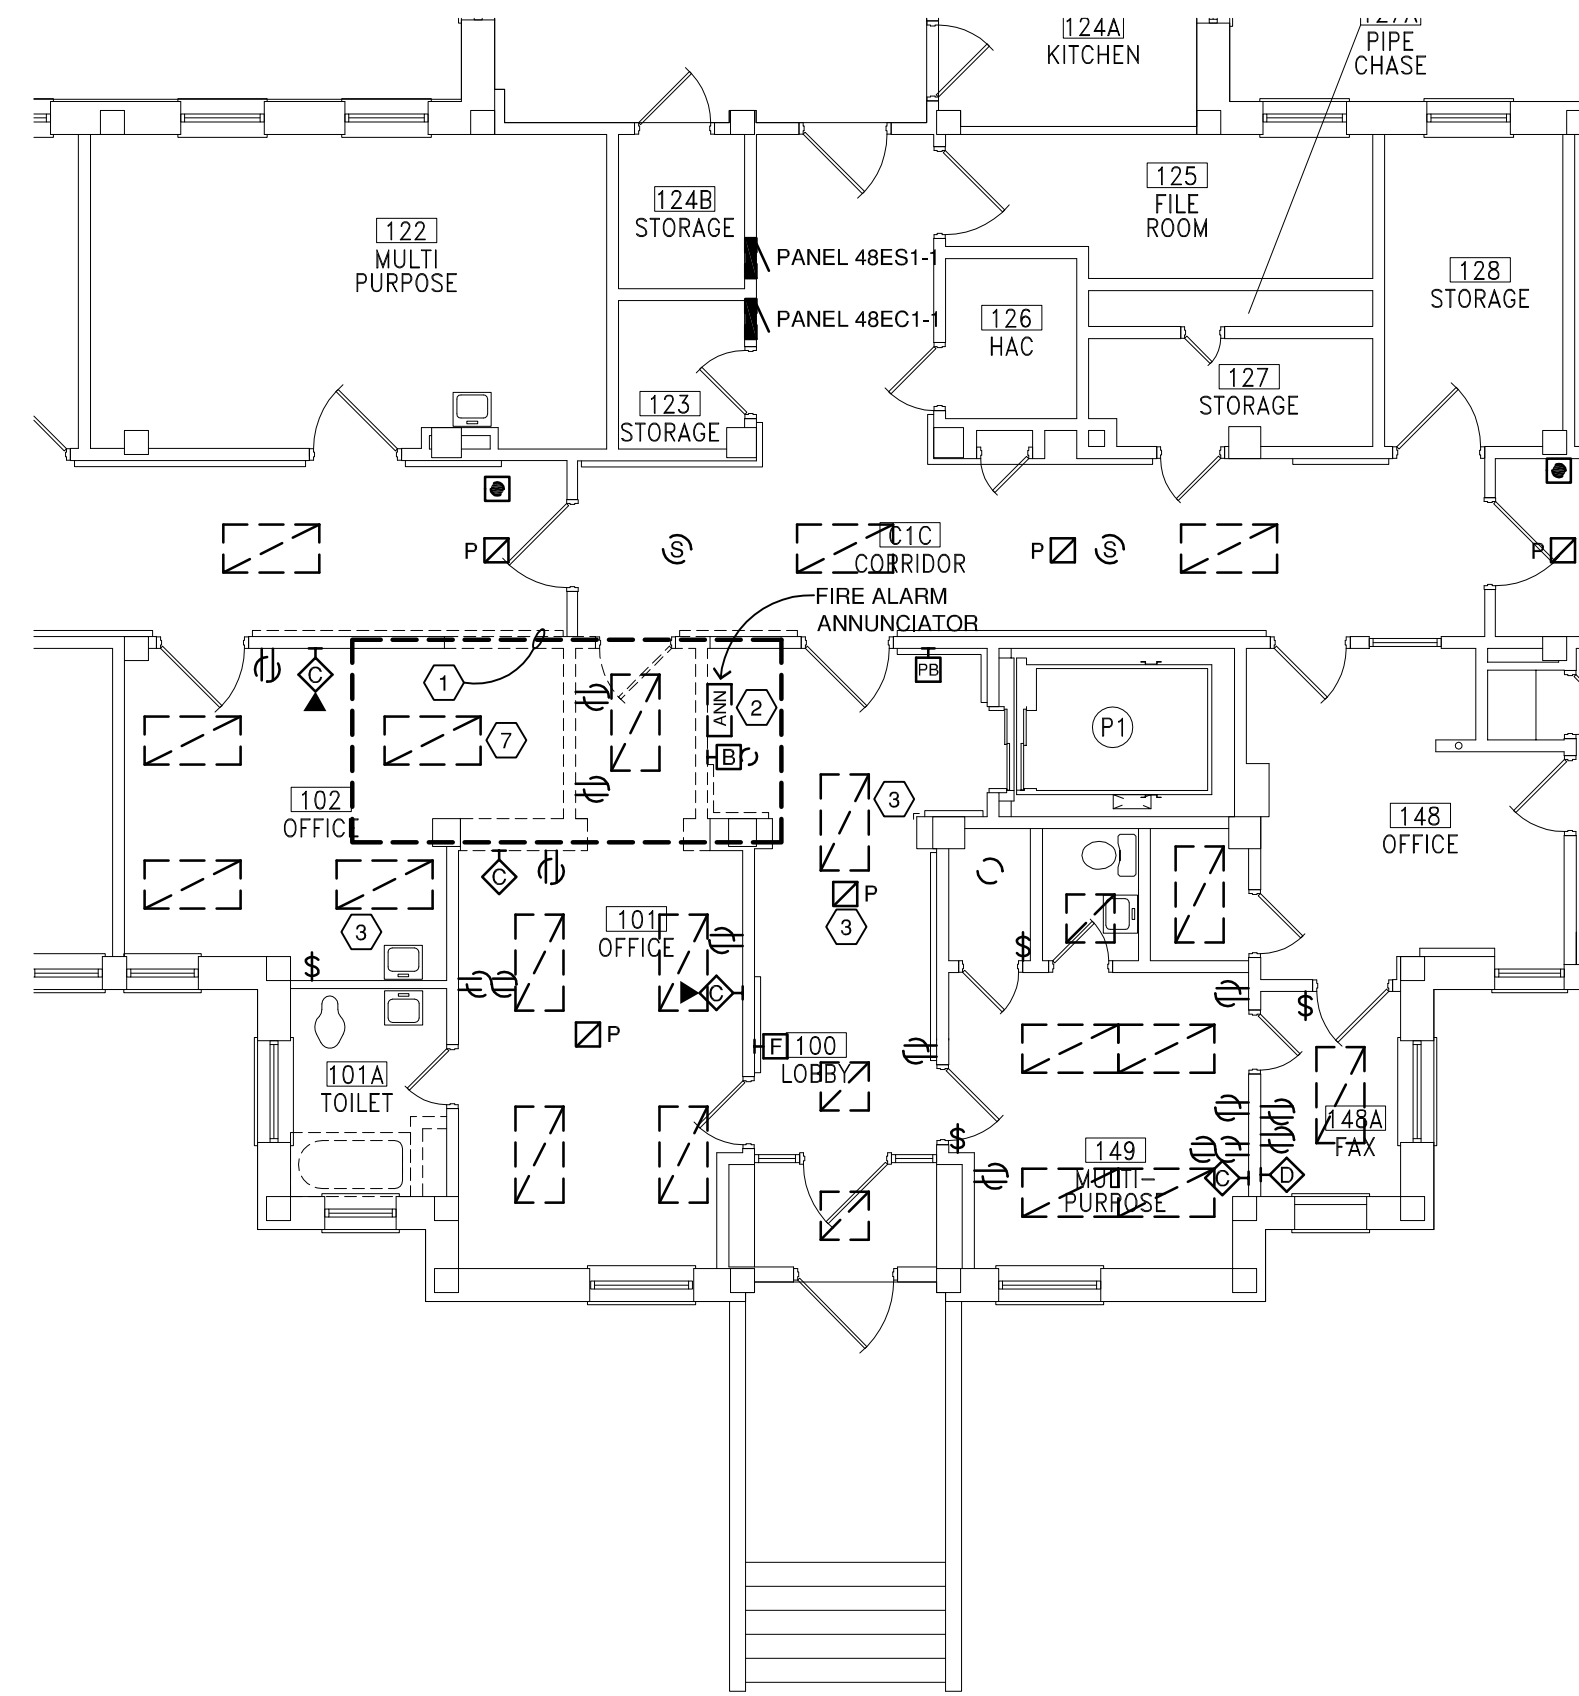 124A
KITCHEN
127A
PIPE
CHASE
122
MULTI
PURPOSE
124B
STORAGE
PANEL 48ES1-1
PANEL 48EC1-1
125
FILE
ROOM
126
HAC
128
STORAGE
123
STORAGE
127
STORAGE
P
S
C1C
CORRIDOR
P
S
P
FIRE ALARM
ANNUNCIATOR
C
1
ANN
2
PB
P1
7
B
102
OFFICE
3
148
OFFICE
C
P
3
101
OFFICE
3
$
$
C
$
P
F
100
LOBBY
101A
TOILET
148A
FAX
$
149
MULTI-
PURPOSE
C
D